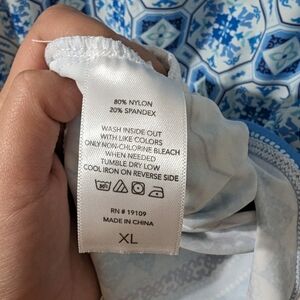 80% NYLON
20% SPANDEX
WASH INSIDE OUT
WITH LIKE COLORS
ONLY NON-CHLORINE BLEACH
WHEN NEEDED
TUMBLE DRY LOW
COOL IRON ON REVERSE SIDE
RN # 19109
MADE IN CHINA
XL